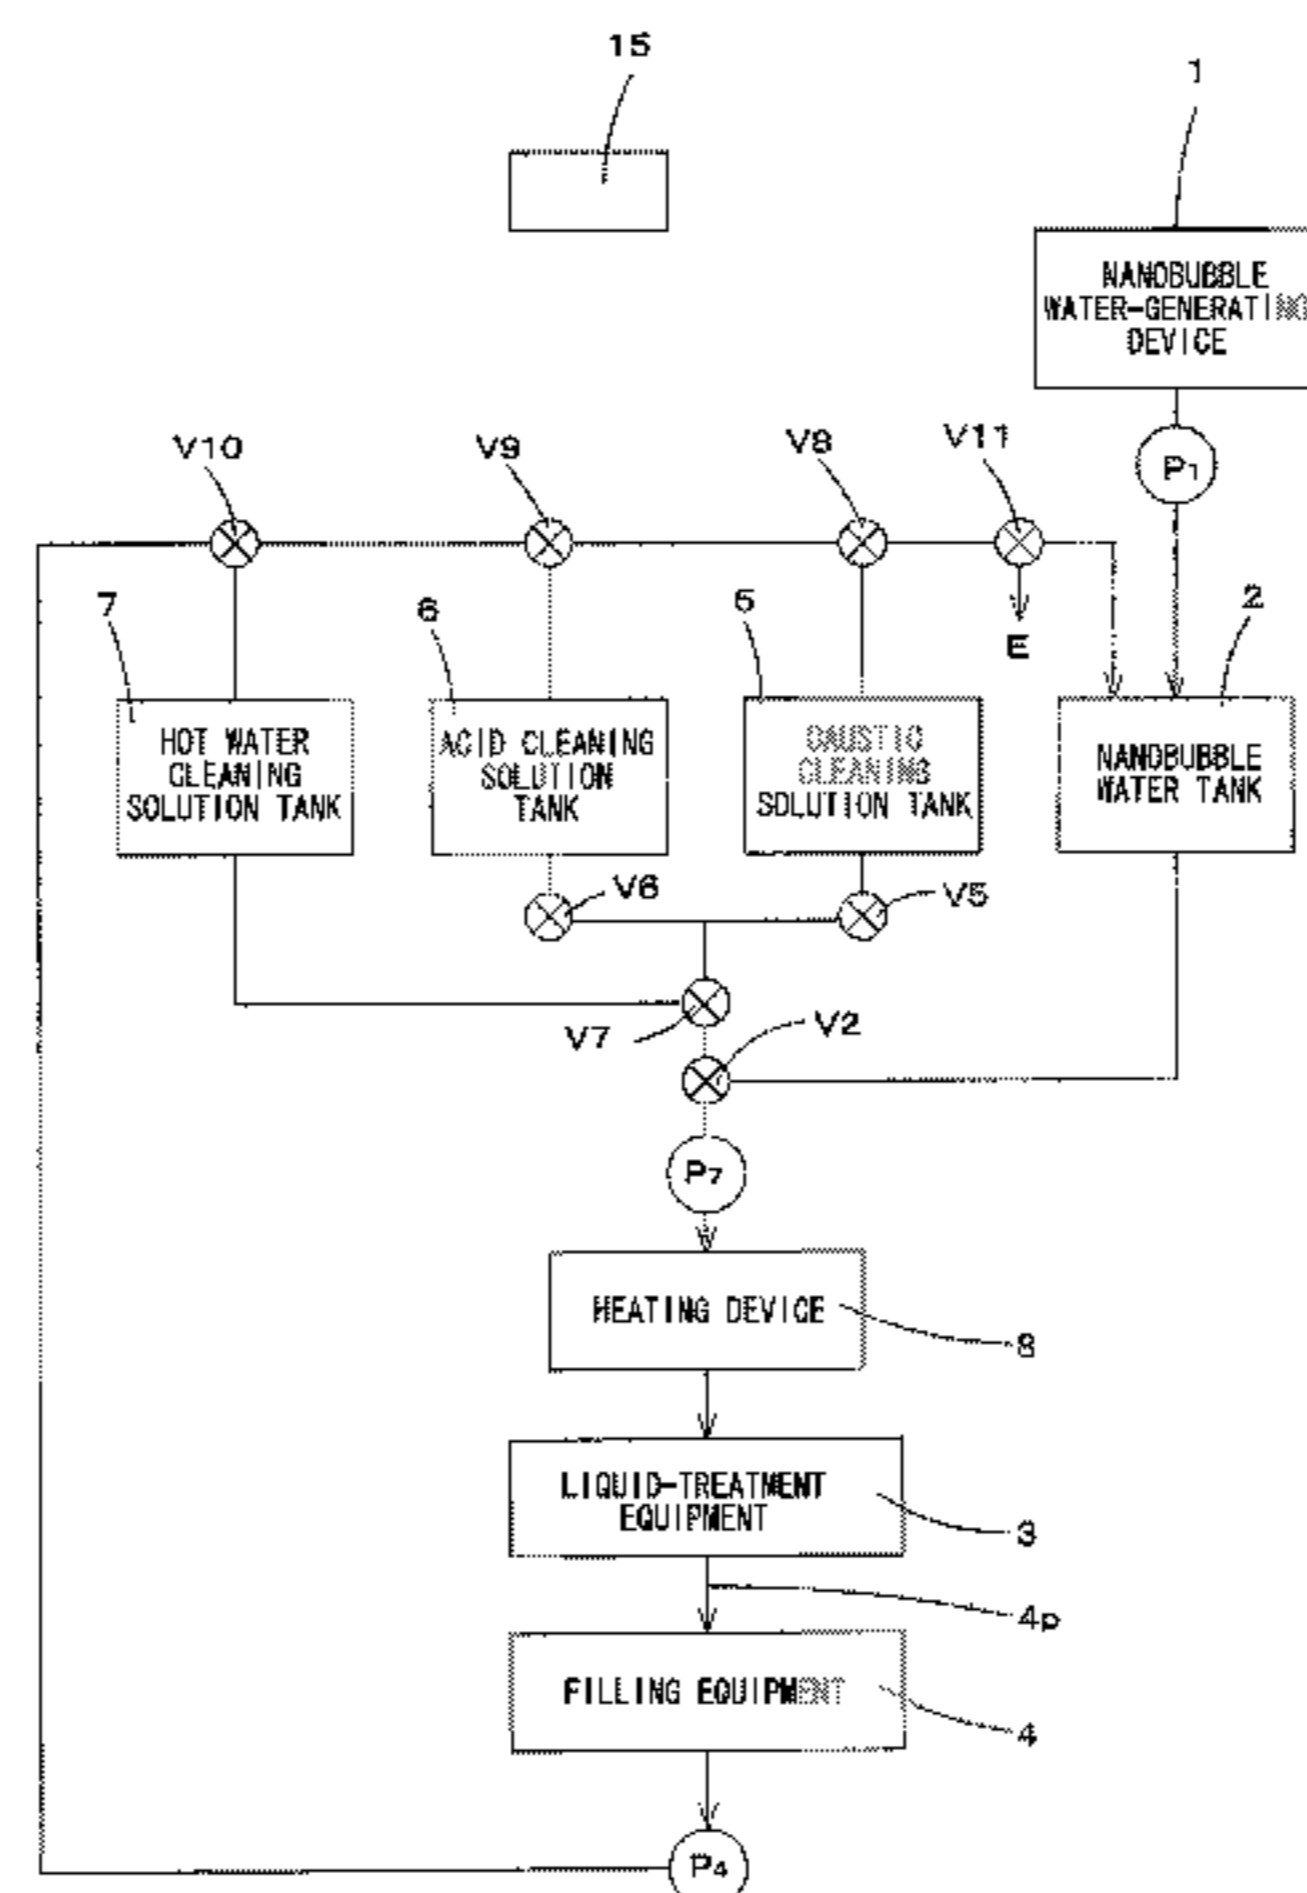 15
1
NANOBUBBLE
WATER-GENERATING
DEVICE
P1
V10
V9
V8
V11
E
7
6
5
2
HOT WATER
CLEANING
SOLUTION TANK
ACID CLEANING
SOLUTION
TANK
CAUSTIC
CLEANING
SOLUTION TANK
NANOBUBBLE
WATER TANK
V6
V5
V7
V2
P7
HEATING DEVICE
8
LIQUID-TREATMENT
EQUIPMENT
3
4p
FILLING EQUIPMENT
4
P4